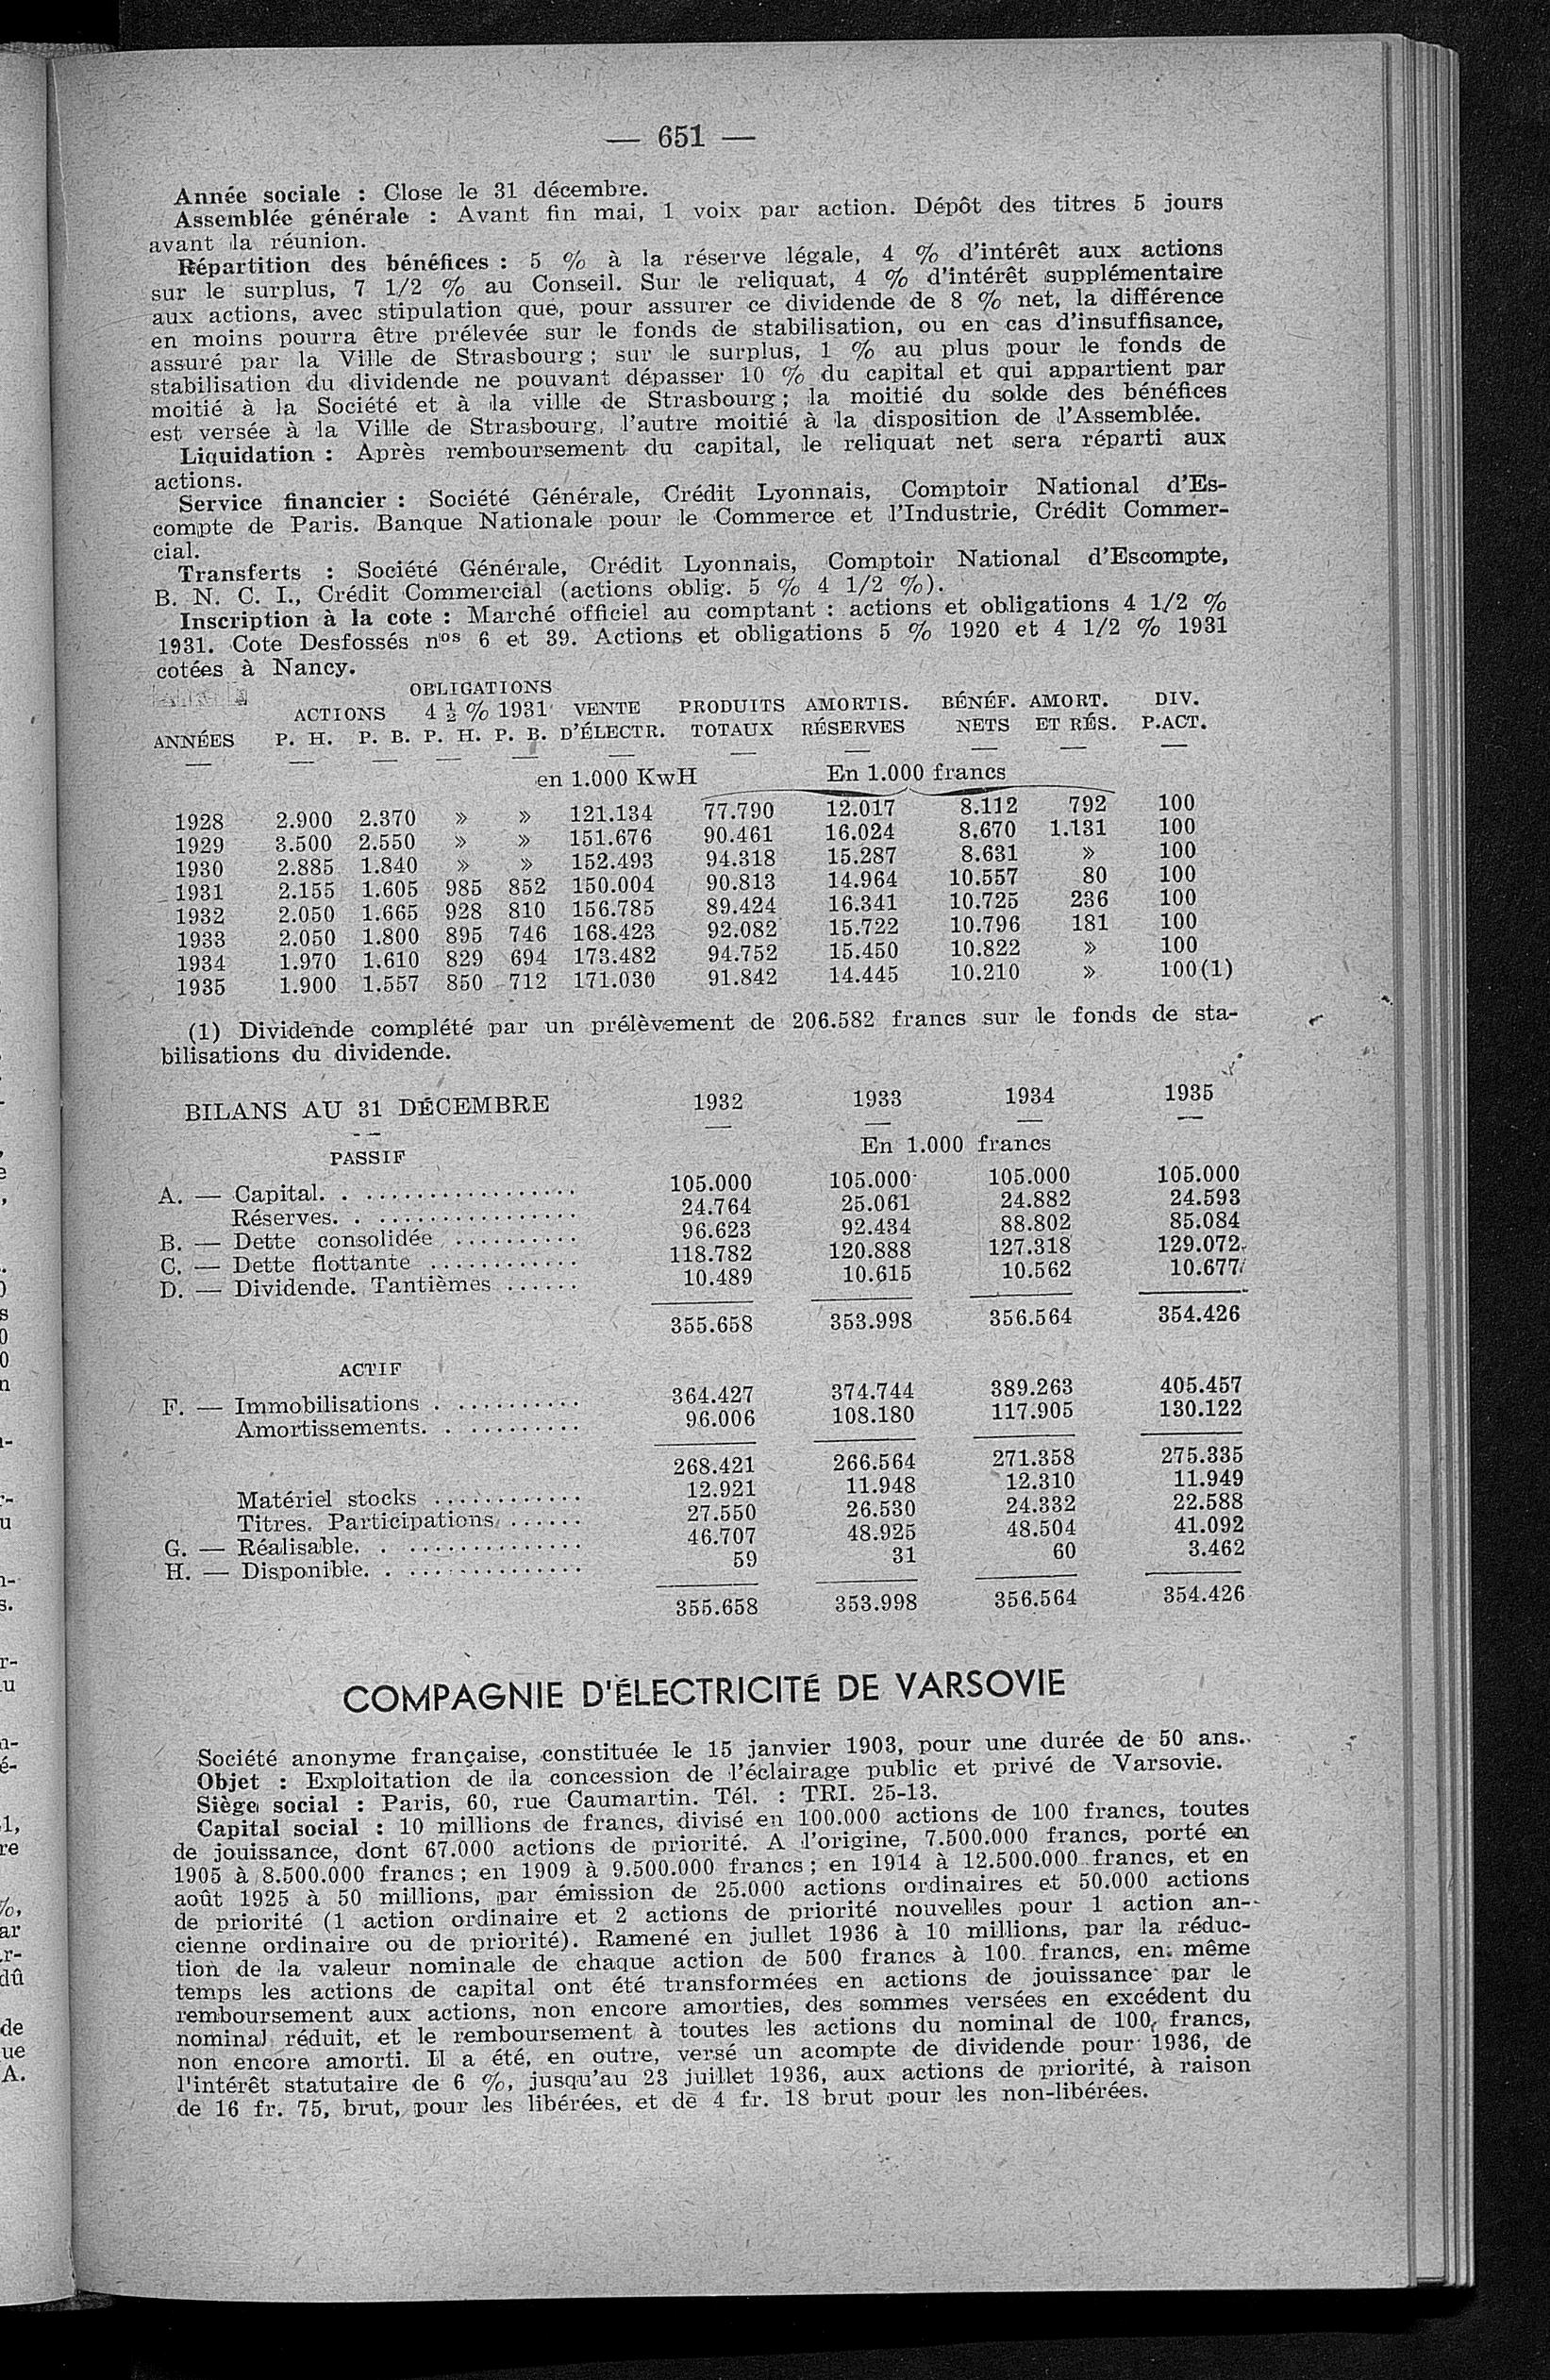 — 651 —
Année sociale : Close le 31 décembre.
Assemblée générale : Avant fin mai, 1 voix par action. Dépôt des titres 5 jours
avant la réunion.
Répartition des bénéfices : 5 % à la réserve légale, 4 % d'intérêt aux actions
sur le surplus, 7 1/2 % au Conseil. Sur le reliquat, 4 % d'intérêt supplémentaire
aux actions, avec stipulation que, pour assurer ce dividende de 8 % net, la différence
en moins pourra être prélevée sur le fonds de stabilisation, ou en cas d'insuffisance,
assuré par la Ville de Strasbourg ; sur le surplus, 1 % au plus pour le fonds de
stabilisation du dividende ne pouvant dépasser 10 % du capital et qui appartient par
moitié à la Société et à la ville de Strasbourg ; la moitié du solde des bénéfices
est versée à la Ville de Strasbourg, l'autre moitié à la disposition de l'Assemblée.
Liquidation : Après remboursement du capital, le reliquat net sera réparti aux
actions.
Service financier : Société Générale, Crédit Lyonnais, Comptoir National d'Es-
compte de Paris. Banque Nationale pour le Commerce et l'Industrie, Crédit Commer-
cial.
Transferts : Société Générale, Crédit Lyonnais, Comptoir National d'Escompte,
B. N. C. I., Crédit Commercial (actions oblig. 5 % 4 1/2 %).
Inscription à la cote : Marché officiel au comptant : actions et obligations 4 1/2 %
1931. Cote Desfossés nos 6 et 39. Actions et obligations 5 % 1920 et 4 1/2 % 1931
cotées à Nancy.
OBLIGATIONS
ACTIONS 4 ½ % 1931 VENTE PRODUITS AMORTIS. BÉNÉF. AMORT. DIV.
ANNÉES P. H. P. B. P. H. P. B. D'ÉLECTR. TOTAUX RÉSERVES NETS ET RÉS. P.ACT.
en 1.000 KwH En 1.000 francs
1928 2.900 2.370 » » 121.134 77.790 12.017 8.112 792 100
1929 3.500 2.550 » » 151.676 90.461 16.024 8.670 1.131 100
1930 2.885 1.840 » » 152.493 94.318 15.287 8.631 » 100
1931 2.155 1.605 985 852 150.004 90.813 14.964 10.557 80 100
1932 2.050 1.665 928 810 156.785 89.424 16.341 10.725 236 100
1933 2.050 1.800 895 746 168.423 92.082 15.722 10.796 181 100
1934 1.970 1.610 829 694 173.482 94.752 15.450 10.822 » 100
1935 1.900 1.557 850 712 171.030 91.842 14.445 10.210 » 100(1)
(1) Dividende complété par un prélèvement de 206.582 francs sur le fonds de sta-
bilisations du dividende.
BILANS AU 31 DÉCEMBRE 1932 1933 1934 1935
En 1.000 francs
PASSIF
A. — Capital. . .................. 105.000 105.000 105.000 105.000
Réserves. . ................ 24.764 25.061 24.882 24.593
B. — Dette consolidée .......... 96.623 92.434 88.802 85.084
C. — Dette flottante ............ 118.782 120.888 127.318 129.072
D. — Dividende. Tantièmes ...... 10.489 10.615 10.562 10.677
355.658 353.998 356.564 354.426
ACTIF
F. — Immobilisations . .......... 364.427 374.744 389.263 405.457
Amortissements. . ......... 96.006 108.180 117.905 130.122
268.421 266.564 271.358 275.335
Matériel stocks ............ 12.921 11.948 12.310 11.949
Titres. Participations ...... 27.550 26.530 24.332 22.588
G. — Réalisable. . .............. 46.707 48.925 48.504 41.092
H. — Disponible. . .............. 59 31 60 3.462
355.658 353.998 356.564 354.426
COMPAGNIE D'ÉLECTRICITÉ DE VARSOVIE
Société anonyme française, constituée le 15 janvier 1903, pour une durée de 50 ans.
Objet : Exploitation de la concession de l'éclairage public et privé de Varsovie.
Siège social : Paris, 60, rue Caumartin. Tél. : TRI. 25-13.
Capital social : 10 millions de francs, divisé en 100.000 actions de 100 francs, toutes
de jouissance, dont 67.000 actions de priorité. A l'origine, 7.500.000 francs, porté en
1905 à 8.500.000 francs ; en 1909 à 9.500.000 francs ; en 1914 à 12.500.000 francs, et en
août 1925 à 50 millions, par émission de 25.000 actions ordinaires et 50.000 actions
de priorité (1 action ordinaire et 2 actions de priorité nouvelles pour 1 action an-
cienne ordinaire ou de priorité). Ramené en jullet 1936 à 10 millions, par la réduc-
tion de la valeur nominale de chaque action de 500 francs à 100 francs, en même
temps les actions de capital ont été transformées en actions de jouissance par le
remboursement aux actions, non encore amorties, des sommes versées en excédent du
nominal réduit, et le remboursement à toutes les actions du nominal de 100 francs,
non encore amorti. Il a été, en outre, versé un acompte de dividende pour 1936, de
l'intérêt statutaire de 6 %, jusqu'au 23 juillet 1936, aux actions de priorité, à raison
de 16 fr. 75, brut, pour les libérées, et de 4 fr. 18 brut pour les non-libérées.